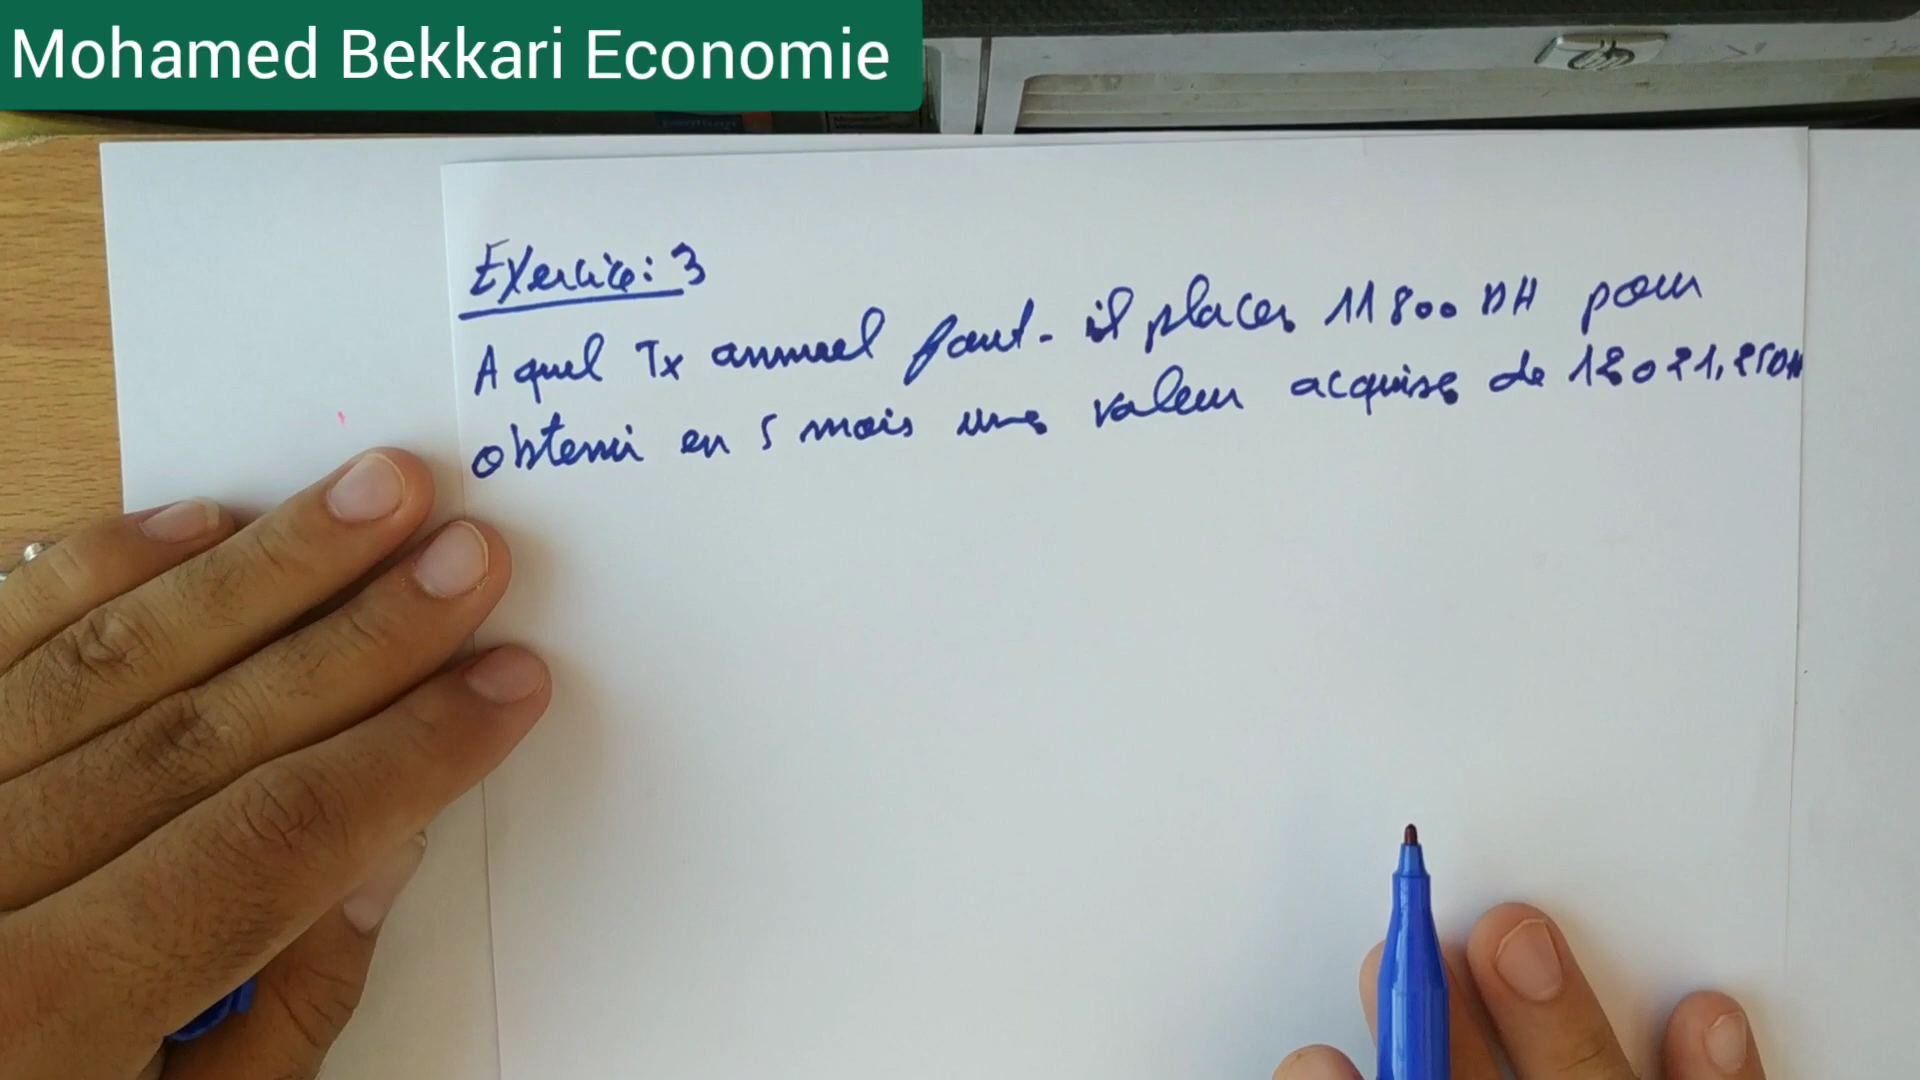 Mohamed Bekkari Economie
Exercice: 3
A quel Tx annuel faut-il placer 11800 DH pour
obtenir en 5 mois une valeur acquise de 12021,25DH